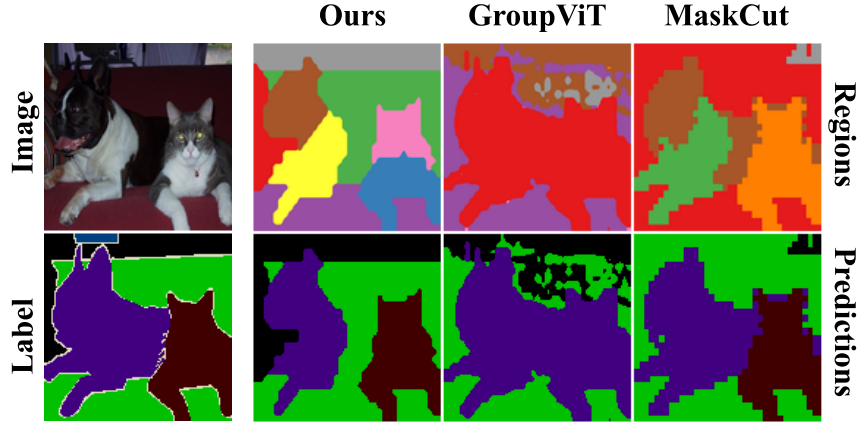 Ours
GroupViT
MaskCut
Image
Regions
Label
Predictions